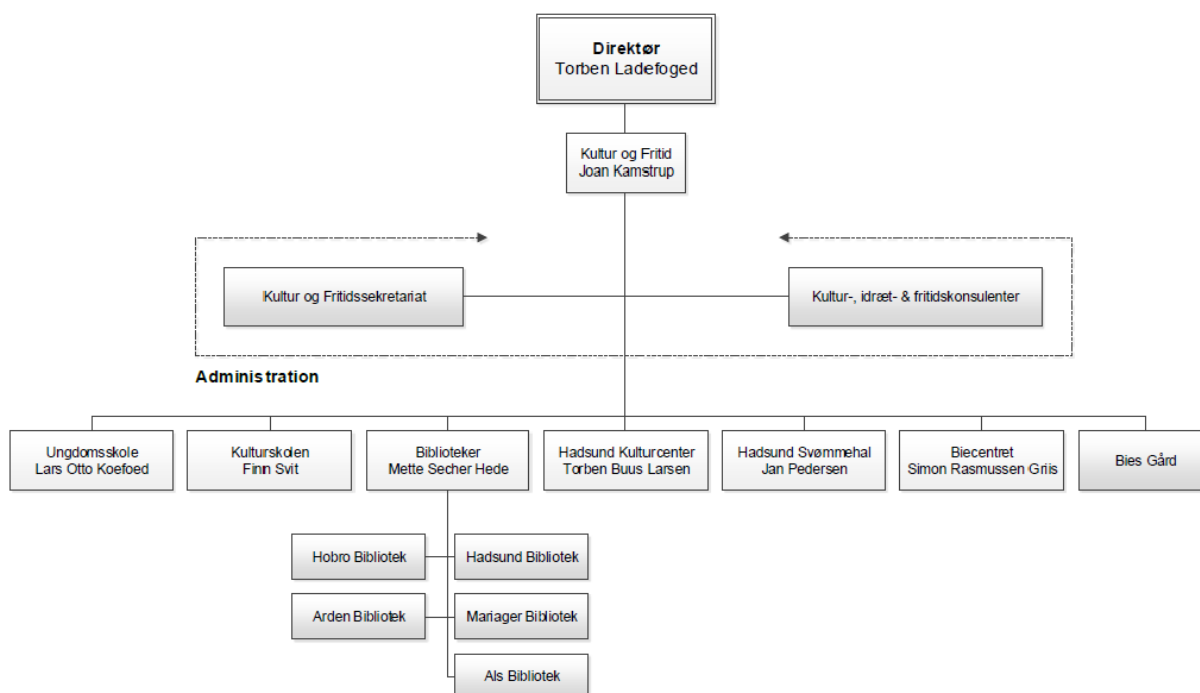 Direktør
Torben Ladefoged
Kultur og Fritid
Joan Kamstrup
Kultur og Fritidssekretariat
Kultur-, idræt- & fritidskonsulenter
Administration
Ungdomsskole
Lars Otto Koefoed
Kulturskolen
Finn Svit
Biblioteker
Mette Secher Hede
Hadsund Kulturcenter
Torben Buus Larsen
Hadsund Svømmehal
Jan Pedersen
Biecentret
Simon Rasmussen Griis
Bies Gård
Hobro Bibliotek
Hadsund Bibliotek
Arden Bibliotek
Mariager Bibliotek
Als Bibliotek